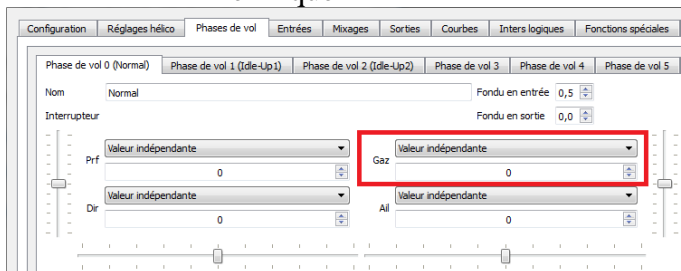 Configuration Réglages hélico Phases de vol Entrées Mixages Sorties Courbes Inters logiques Fonctions spéciales
Phase de vol 0 (Normal) Phase de vol 1 (Idle-Up1) Phase de vol 2 (Idle-Up2) Phase de vol 3 Phase de vol 4 Phase de vol 5
Nom Normal Fondu en entrée 0,5
Interrupteur Fondu en sortie 0,0
Valeur indépendante Valeur indépendante
Prf Gaz
0 0
Valeur indépendante Valeur indépendante
Dir Ail
0 0